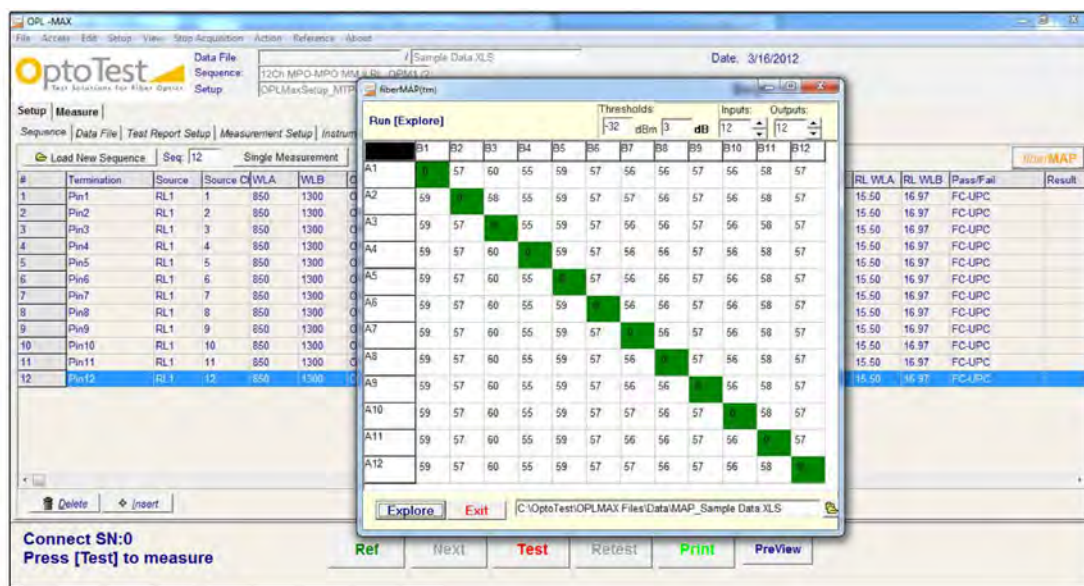 OPL -MAX
File Access Edit Setup View Stop Acquisition Action Reference About
OptoTest
Test Solutions for Fiber Optics
Data File / Sample Data.XLS
Date: 3/16/2012
Sequence: 12Ch MPO-MPO MM
Setup
Setup Measure
Sequence Data File Test Report Setup Measurement Setup
Load New Sequence Seq: 12 Single Measurement
fiberMAP
# Termination Source Source WLA WLB RL WLA RL WLB Pass/Fail Result
1 Pin1 RL1 1 850 1300 15.50 16.97 FC-UPC
2 Pin2 RL1 2 850 1300 15.50 16.97 FC-UPC
3 Pin3 RL1 3 850 1300 15.50 16.97 FC-UPC
4 Pin4 RL1 4 850 1300 15.50 16.97 FC-UPC
5 Pin5 RL1 5 850 1300 15.50 16.97 FC-UPC
6 Pin6 RL1 6 850 1300 15.50 16.97 FC-UPC
7 Pin7 RL1 7 850 1300 15.50 16.97 FC-UPC
8 Pin8 RL1 8 850 1300 15.50 16.97 FC-UPC
9 Pin9 RL1 9 850 1300 15.50 16.97 FC-UPC
10 Pin10 RL1 10 850 1300 15.50 16.97 FC-UPC
11 Pin11 RL1 11 850 1300 15.50 16.97 FC-UPC
12 Pin12 RL1 12 850 1300 15.50 16.97 FC-UPC
fiberMAP(tm)
Run [Explore]
Thresholds: Inputs: Outputs:
-32 dBm 3 dB 12 12
B1 B2 B3 B4 B5 B6 B7 B8 B9 B10 B11 B12
A1 0 57 60 55 59 57 56 56 57 56 58 57
A2 59 0 58 55 59 57 57 56 57 56 58 57
A3 59 57 0 55 59 57 56 56 57 56 58 57
A4 59 57 60 0 59 57 56 56 57 56 58 57
A5 59 57 60 55 0 57 56 56 57 56 58 57
A6 59 57 60 55 59 0 57 56 57 56 58 57
A7 59 57 60 55 59 57 0 56 57 56 58 57
A8 59 57 60 55 59 57 56 0 57 56 58 57
A9 59 57 60 55 59 57 56 56 0 56 58 57
A10 59 57 60 55 59 57 56 56 57 0 58 57
A11 59 57 60 55 59 57 56 56 57 56 0 57
A12 59 57 60 55 59 57 57 56 57 56 58 0
Explore Exit C:\OptoTest\OPLMAX Files\Data\MAP_Sample Data.XLS
Delete Insert
Connect SN:0
Press [Test] to measure
Ref Next Test Retest Print PreView